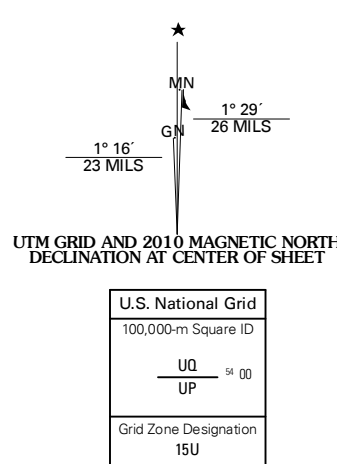 ★
MN
1° 29´
26 MILS
GN
1° 16´
23 MILS
UTM GRID AND 2010 MAGNETIC NORTH
DECLINATION AT CENTER OF SHEET
U.S. National Grid
100,000-m Square ID
UQ
54 00
UP
Grid Zone Designation
15U